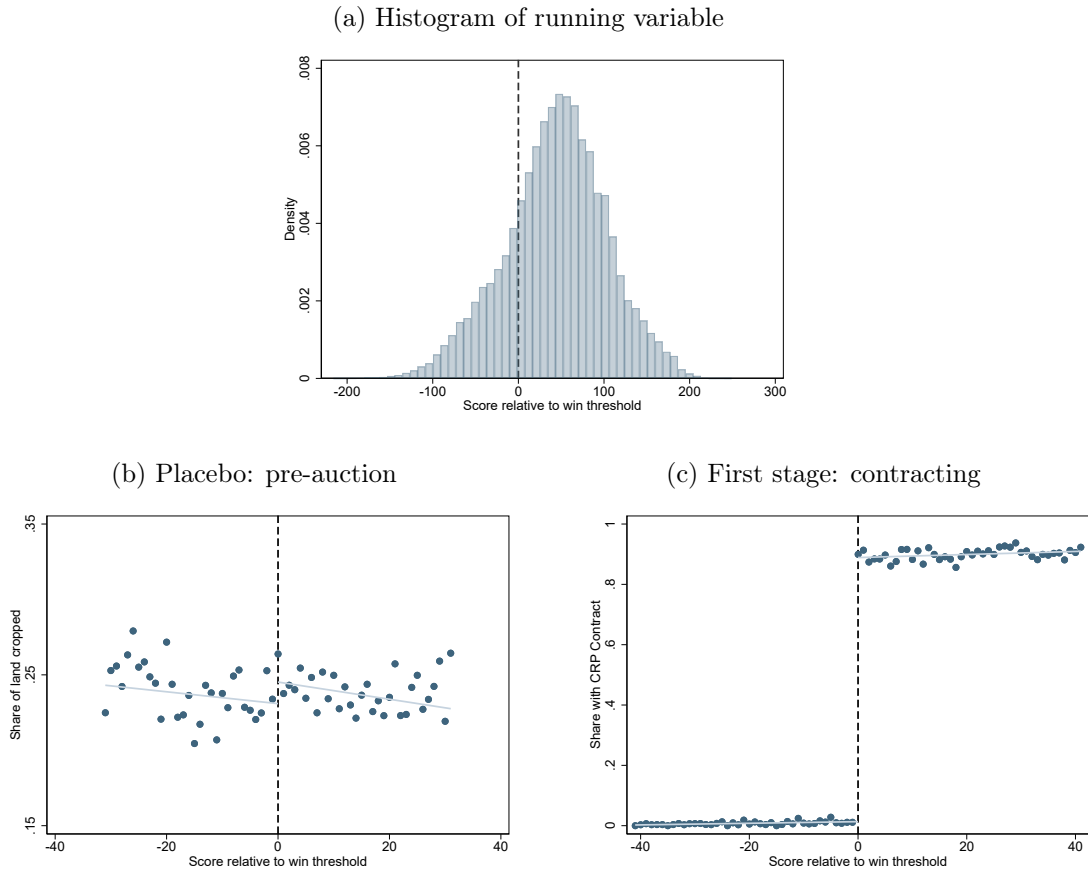 (a) Histogram of running variable
.008
.006
.004
.002
0
Density
-200 -100 0 100 200 300
Score relative to win threshold
(b) Placebo: pre-auction
.35
.25
.15
Share of land cropped
-40 -20 0 20 40
Score relative to win threshold
(c) First stage: contracting
1
.8
.6
.4
.2
0
Share with CRP Contract
-40 -20 0 20 40
Score relative to win threshold